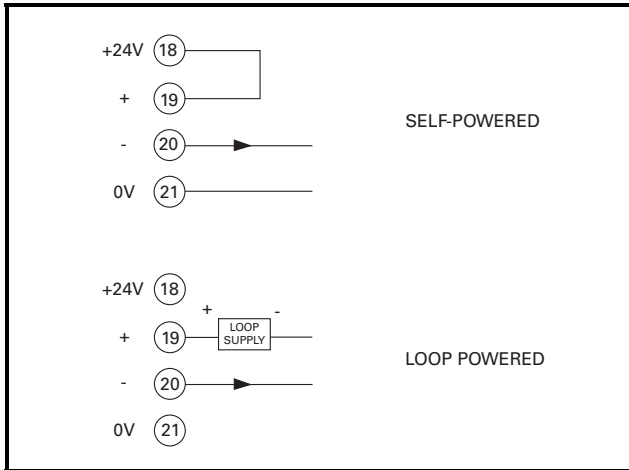 +24V 18
+ 19
SELF-POWERED
- 20
0V 21
+24V 18
+ -
+ 19 LOOP
SUPPLY
LOOP POWERED
- 20
0V 21